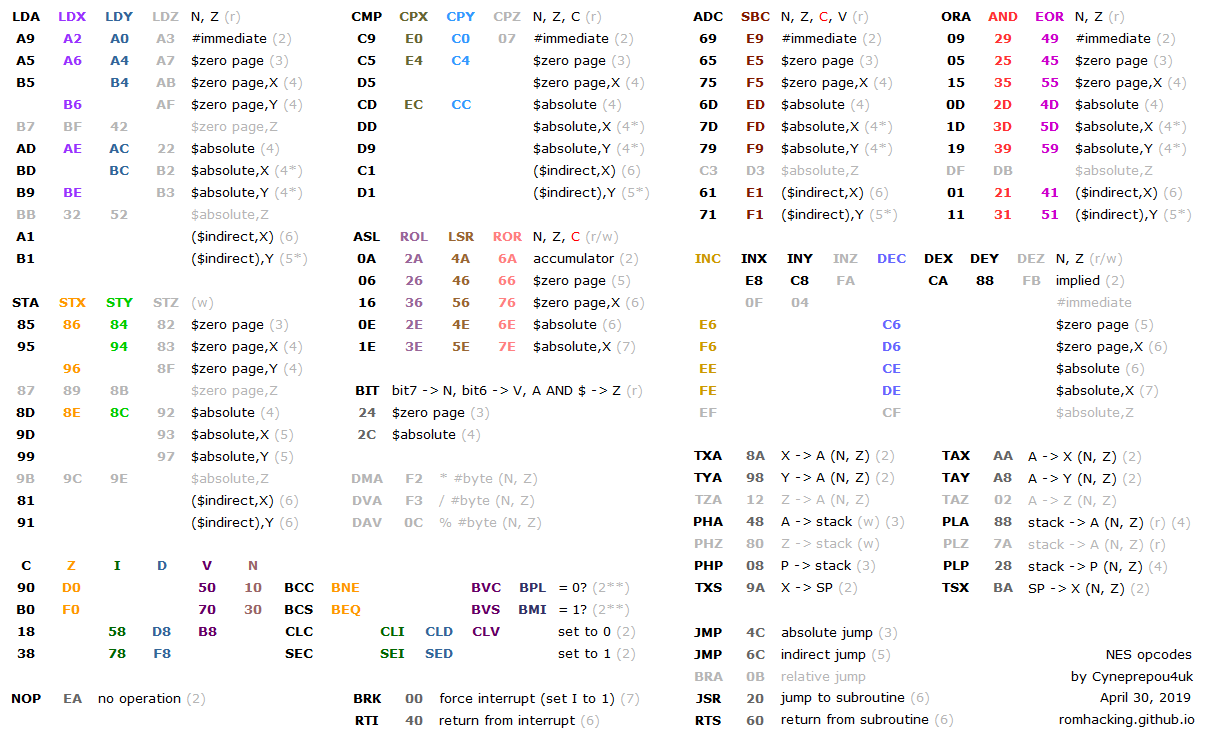 LDA LDX LDY LDZ N, Z (r)
A9 A2 A0 A3 #immediate (2)
A5 A6 A4 A7 $zero page (3)
B5 B4 AB $zero page,X (4)
B6 AF $zero page,Y (4)
B7 BF 42 $zero page,Z
AD AE AC 22 $absolute (4)
BD BC B2 $absolute,X (4*)
B9 BE B3 $absolute,Y (4*)
BB 32 52 $absolute,Z
A1 ($indirect,X) (6)
B1 ($indirect),Y (5*)
STA STX STY STZ (w)
85 86 84 82 $zero page (3)
95 94 83 $zero page,X (4)
96 8F $zero page,Y (4)
87 89 8B $zero page,Z
8D 8E 8C 92 $absolute (4)
9D 93 $absolute,X (5)
99 97 $absolute,Y (5)
9B 9C 9E $absolute,Z
81 ($indirect,X) (6)
91 ($indirect),Y (6)
CMP CPX CPY CPZ N, Z, C (r)
C9 E0 C0 07 #immediate (2)
C5 E4 C4 $zero page (3)
D5 $zero page,X (4)
CD EC CC $absolute (4)
DD $absolute,X (4*)
D9 $absolute,Y (4*)
C1 ($indirect,X) (6)
D1 ($indirect),Y (5*)
ASL ROL LSR ROR N, Z, C (r/w)
0A 2A 4A 6A accumulator (2)
06 26 46 66 $zero page (5)
16 36 56 76 $zero page,X (6)
0E 2E 4E 6E $absolute (6)
1E 3E 5E 7E $absolute,X (7)
BIT bit7 -> N, bit6 -> V, A AND $ -> Z (r)
24 $zero page (3)
2C $absolute (4)
DMA F2 * #byte (N, Z)
DVA F3 / #byte (N, Z)
DAV 0C % #byte (N, Z)
ADC SBC N, Z, C, V (r)
69 E9 #immediate (2)
65 E5 $zero page (3)
75 F5 $zero page,X (4)
6D ED $absolute (4)
7D FD $absolute,X (4*)
79 F9 $absolute,Y (4*)
C3 D3 $absolute,Z
61 E1 ($indirect,X) (6)
71 F1 ($indirect),Y (5*)
ORA AND EOR N, Z (r)
09 29 49 #immediate (2)
05 25 45 $zero page (3)
15 35 55 $zero page,X (4)
0D 2D 4D $absolute (4)
1D 3D 5D $absolute,X (4*)
19 39 59 $absolute,Y (4*)
DF DB $absolute,Z
01 21 41 ($indirect,X) (6)
11 31 51 ($indirect),Y (5*)
INC INX INY INZ DEC DEX DEY DEZ N, Z (r/w)
E8 C8 FA CA 88 FB implied (2)
0F 04 #immediate
E6 C6 $zero page (5)
F6 D6 $zero page,X (6)
EE CE $absolute (6)
FE DE $absolute,X (7)
EF CF $absolute,Z
TXA 8A X -> A (N, Z) (2)
TYA 98 Y -> A (N, Z) (2)
TZA 12 Z -> A (N, Z)
PHA 48 A -> stack (w) (3)
PHZ 80 Z -> stack (w)
PHP 08 P -> stack (3)
TXS 9A X -> SP (2)
TAX AA A -> X (N, Z) (2)
TAY A8 A -> Y (N, Z) (2)
TAZ 02 A -> Z (N, Z)
PLA 88 stack -> A (N, Z) (r) (4)
PLZ 7A stack -> A (N, Z) (r)
PLP 28 stack -> P (N, Z) (4)
TSX BA SP -> X (N, Z) (2)
C Z I D V N
90 D0 50 10 BCC BNE BVC BPL = 0? (2**)
B0 F0 70 30 BCS BEQ BVS BMI = 1? (2**)
18 58 D8 B8 CLC CLI CLD CLV set to 0 (2)
38 78 F8 SEC SEI SED set to 1 (2)
NOP EA no operation (2)
BRK 00 force interrupt (set I to 1) (7)
RTI 40 return from interrupt (6)
JMP 4C absolute jump (3)
JMP 6C indirect jump (5)
BRA 0B relative jump
JSR 20 jump to subroutine (6)
RTS 60 return from subroutine (6)
NES opcodes
by Cyneprepou4uk
April 30, 2019
romhacking.github.io